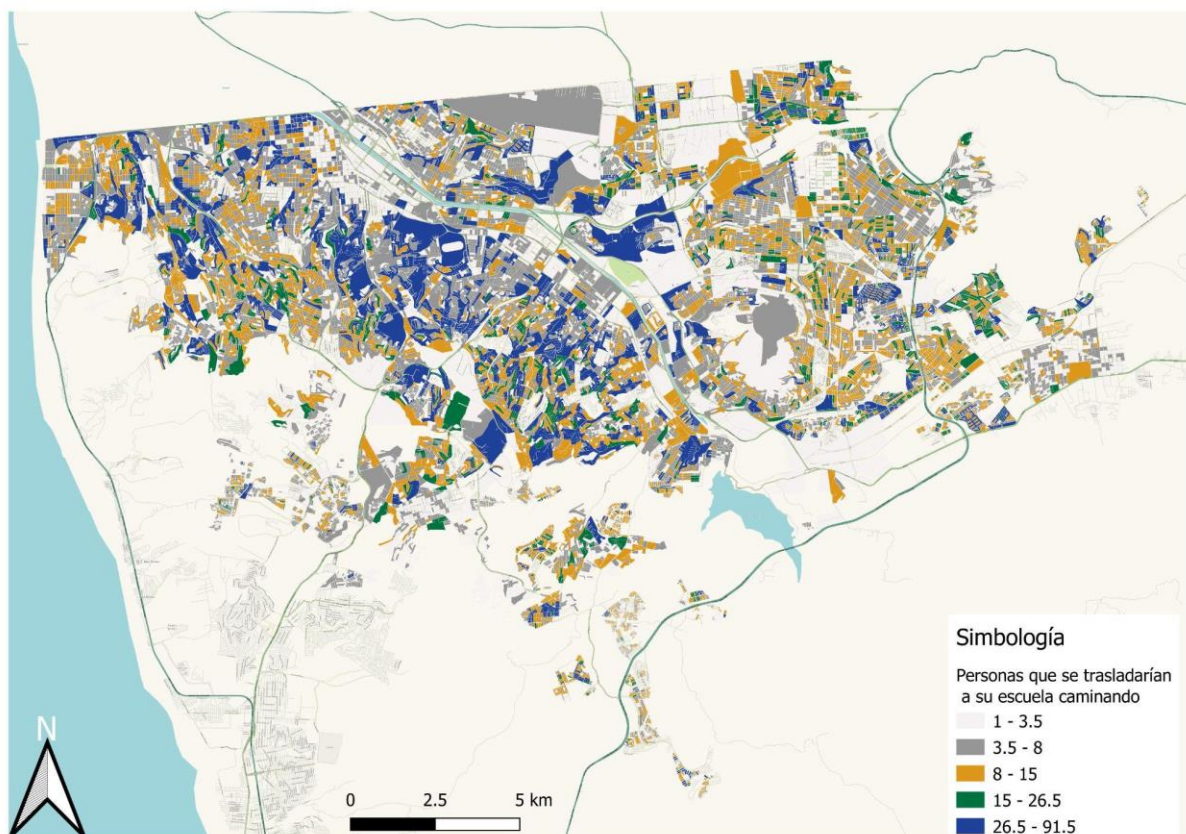 Simbología
Personas que se trasladarían
a su escuela caminando
1 - 3.5
3.5 - 8
8 - 15
15 - 26.5
26.5 - 91.5
N
0 2.5 5 km